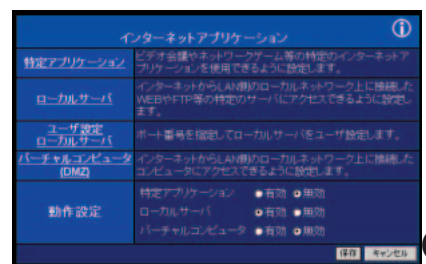 インターネットアプリケーション
特定アプリケーション
ビデオ会議やネットワークゲーム等の特定のインターネットア
プリケーションを使用できるように設定します。
ローカルサーバ
インターネットからLAN側のローカルネットワーク上に接続した
WEBやFTP等の特定のサーバにアクセスできるように設定し
ます。
ユーザ設定
ローカルサーバ
ポート番号を指定してローカルサーバをユーザ設定します。
バーチャルコンピュータ
(DMZ)
インターネットからLAN側のローカルネットワーク上に接続した
コンピュータにアクセスできるように設定します。
動作設定
特定アプリケーション 有効 無効
ローカルサーバ 有効 無効
バーチャルコンピュータ 有効 無効
保存 キャンセル